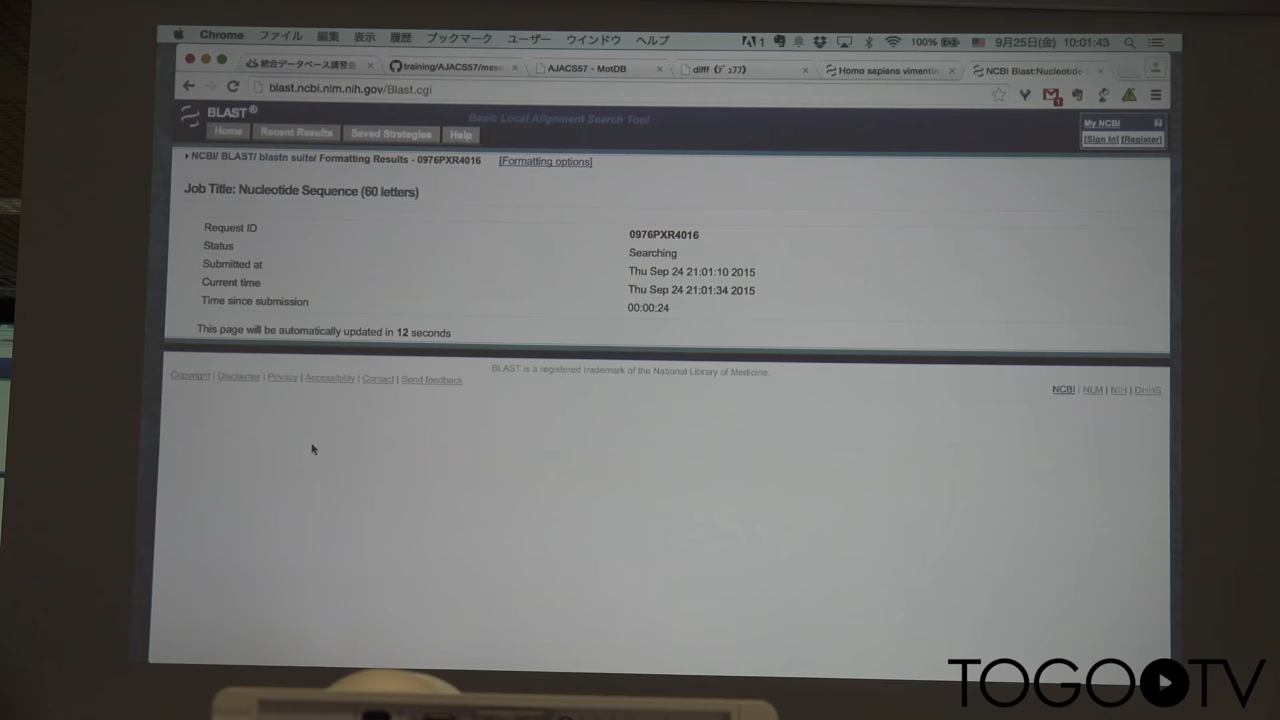 Chrome ファイル 編集 表示 履歴 ブックマーク ユーザー ウインドウ ヘルプ 1 100% 9月25日(金) 10:01:43
統合データベース講習会 training/AJACS57/meso AJACS57 - MotDB difff《ﾃﾞｭﾌﾌ》 Homo sapiens vimentin NCBI Blast:Nucleotide
blast.ncbi.nlm.nih.gov/Blast.cgi
BLAST® Basic Local Alignment Search Tool My NCBI
Home Recent Results Saved Strategies Help [Sign In] [Register]
NCBI/ BLAST/ blastn suite/ Formatting Results - 0976PXR4016 [Formatting options]
Job Title: Nucleotide Sequence (60 letters)
Request ID 0976PXR4016
Status Searching
Submitted at Thu Sep 24 21:01:10 2015
Current time Thu Sep 24 21:01:34 2015
Time since submission 00:00:24
This page will be automatically updated in 12 seconds
BLAST is a registered trademark of the National Library of Medicine.
Copyright | Disclaimer | Privacy | Accessibility | Contact | Send feedback
NCBI | NLM | NIH | DHHS
TOGOTV